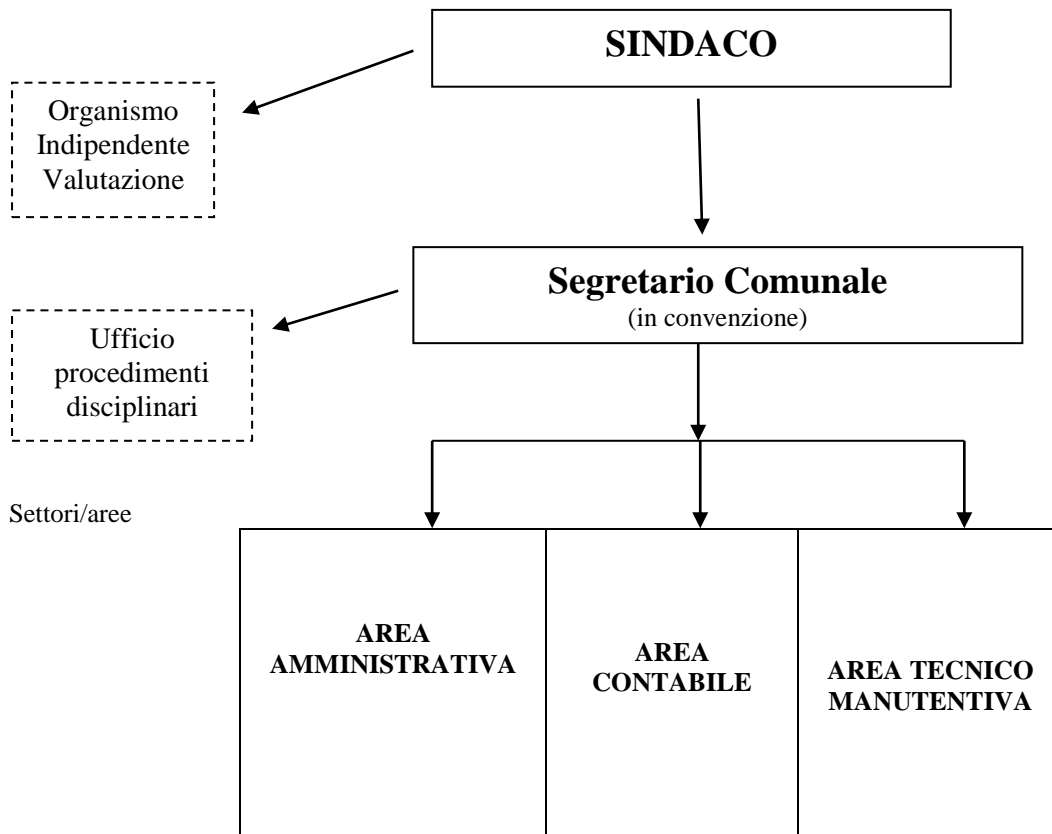 SINDACO
Organismo
Indipendente
Valutazione
Segretario Comunale
(in convenzione)
Ufficio
procedimenti
disciplinari
Settori/aree
AREA
AMMINISTRATIVA
AREA
CONTABILE
AREA TECNICO
MANUTENTIVA